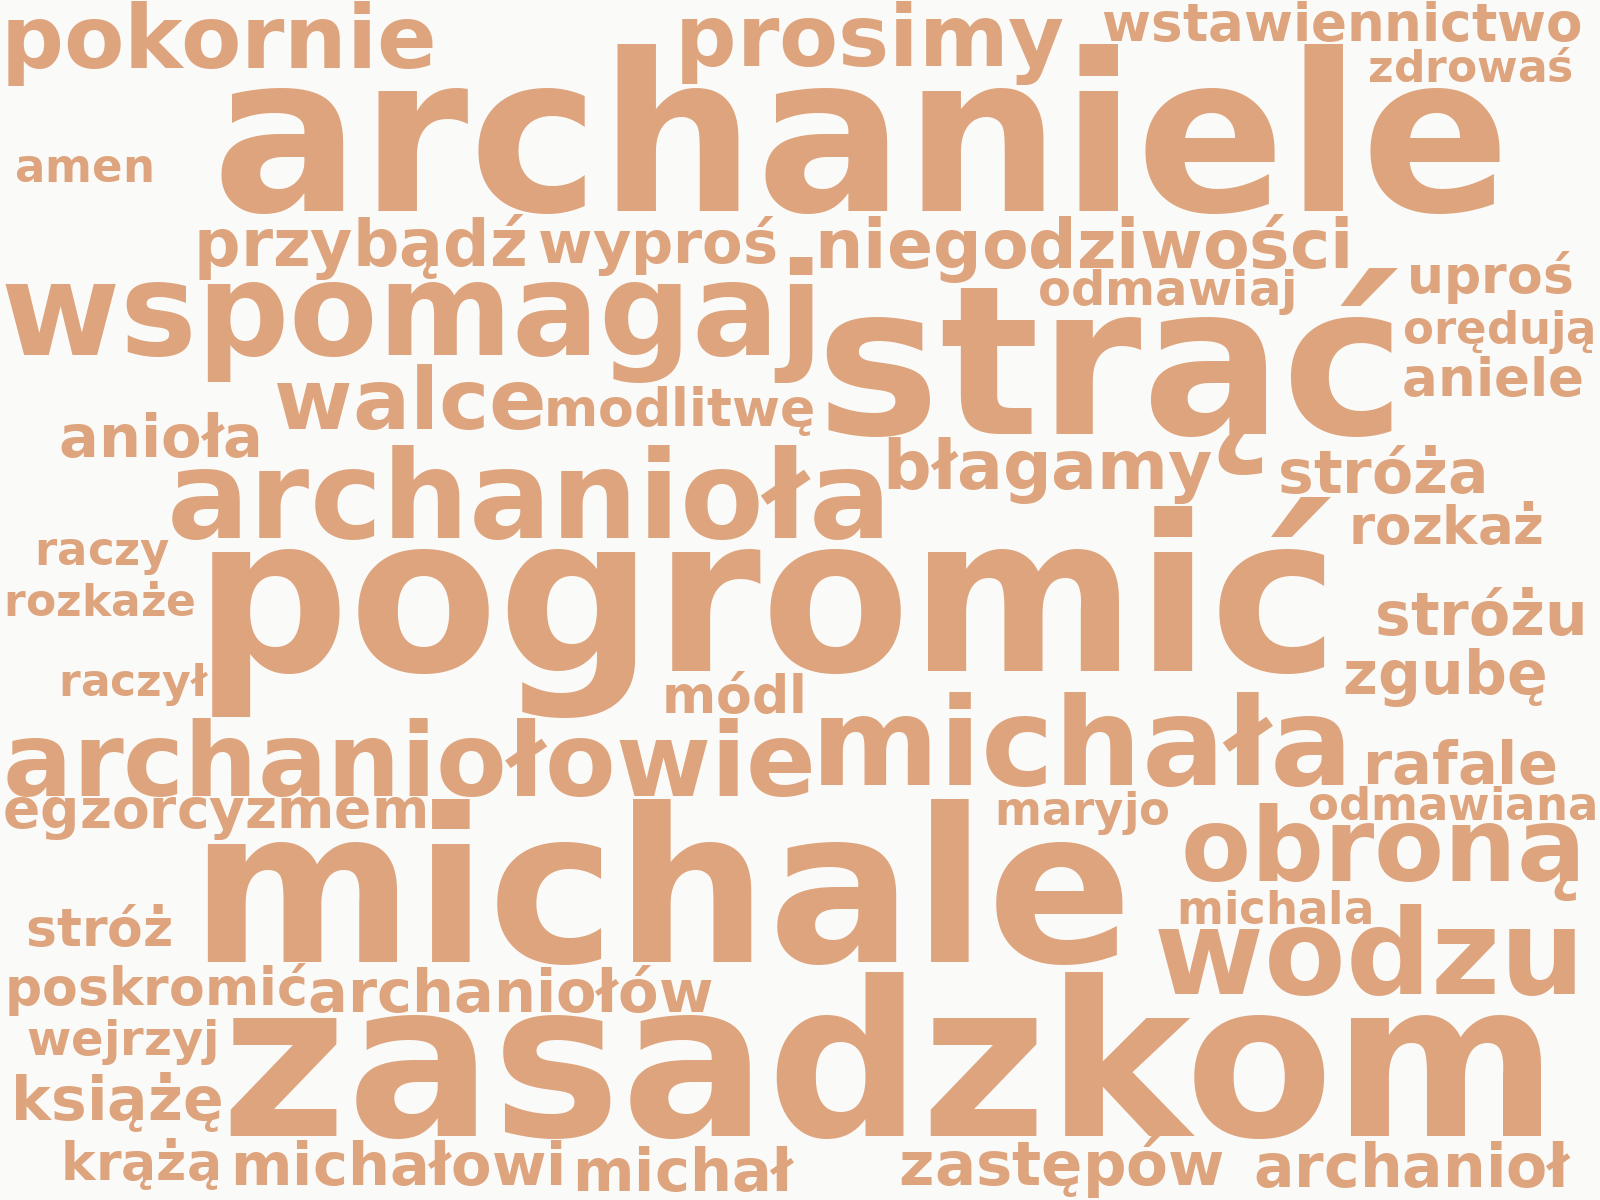 pokornie prosimy wstawiennictwo
zdrowaś
archaniele
amen
przybądź wyproś niegodziwości
wspomagaj odmawiaj uproś
strąć orędują
walce modlitwę aniele
anioła
archanioła błagamy stróża
raczy rozkaż
pogromić
rozkaże stróżu
raczył módl zgubę
archaniołowie michała rafale
egzorcyzmem maryjo odmawiana
michale obroną
michala
stróż wodzu
poskromić archaniołów
wejrzyj zasadzkom
książę
krążą michałowi michał zastępów archanioł